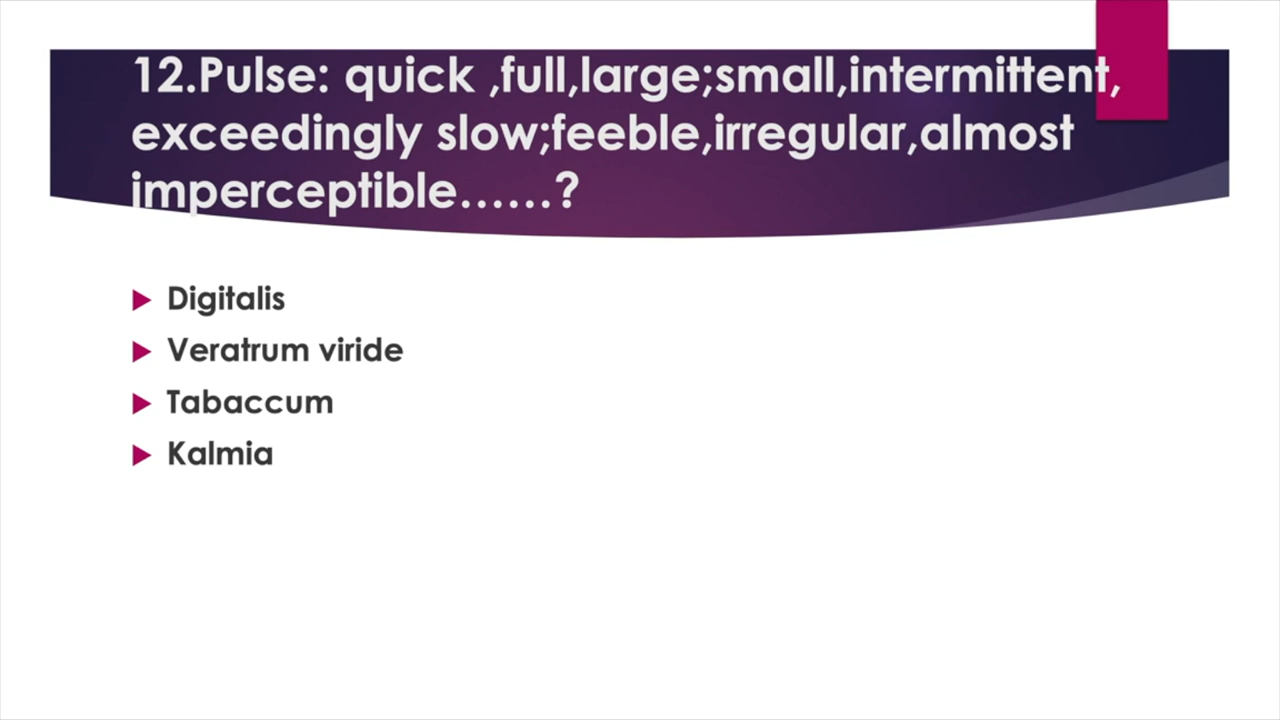 12.Pulse: quick ,full,large;small,intermittent,
exceedingly slow;feeble,irregular,almost
imperceptible......?
Digitalis
Veratrum viride
Tabaccum
Kalmia